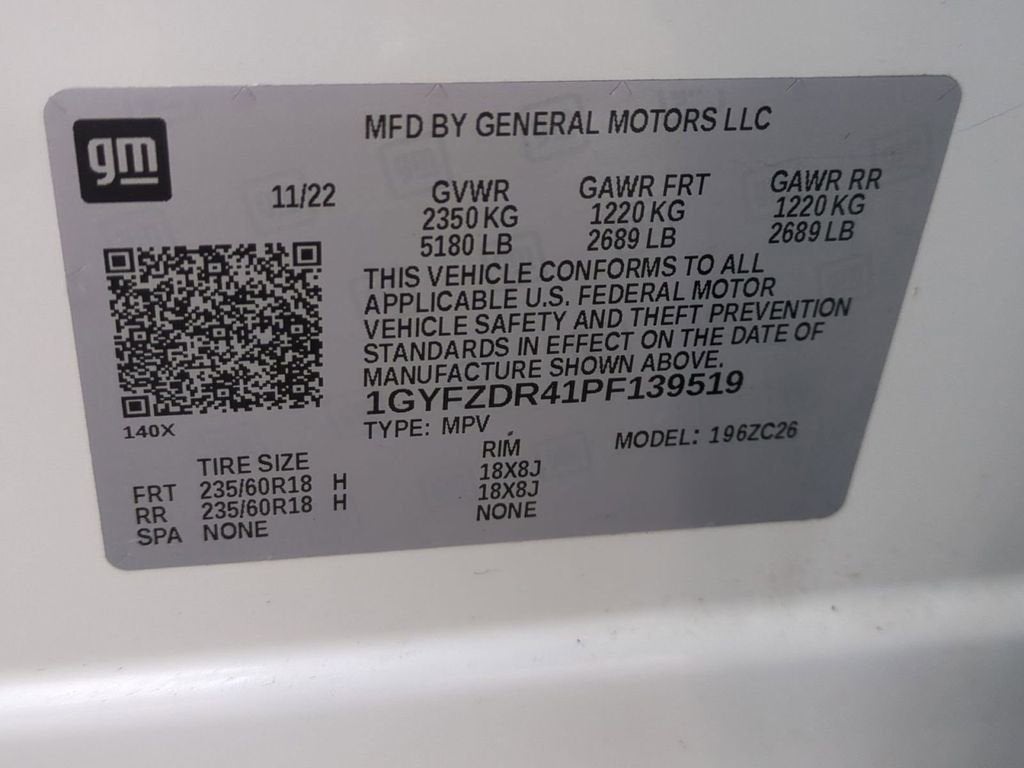 gm
MFD BY GENERAL MOTORS LLC
11/22 GVWR GAWR FRT GAWR RR
2350 KG 1220 KG 1220 KG
5180 LB 2689 LB 2689 LB
THIS VEHICLE CONFORMS TO ALL
APPLICABLE U.S. FEDERAL MOTOR
VEHICLE SAFETY AND THEFT PREVENTION
STANDARDS IN EFFECT ON THE DATE OF
MANUFACTURE SHOWN ABOVE.
1GYFZDR41PF139519
140X
TYPE: MPV MODEL: 196ZC26
TIRE SIZE RIM
FRT 235/60R18 H 18X8J
RR 235/60R18 H 18X8J
SPA NONE NONE